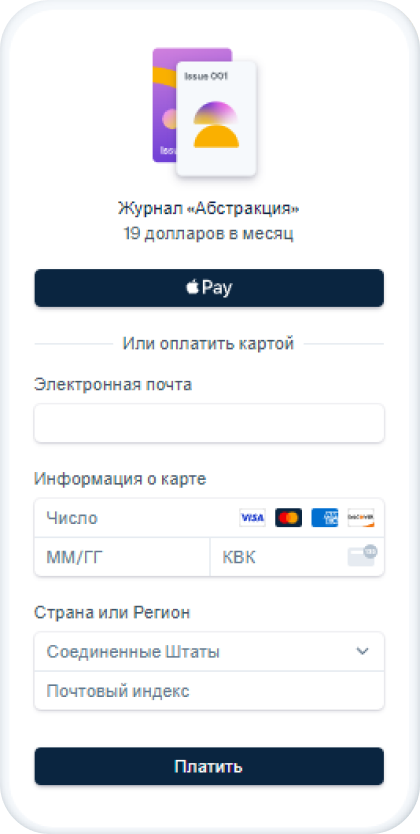 Issue 001
Issu
Журнал «Абстракция»
19 долларов в месяц
Pay
Или оплатить картой
Электронная почта
Информация о карте
Число
VISA
DISCOVER
ММ/ГГ
КВК
Страна или Регион
Соединенные Штаты
Почтовый индекс
Платить